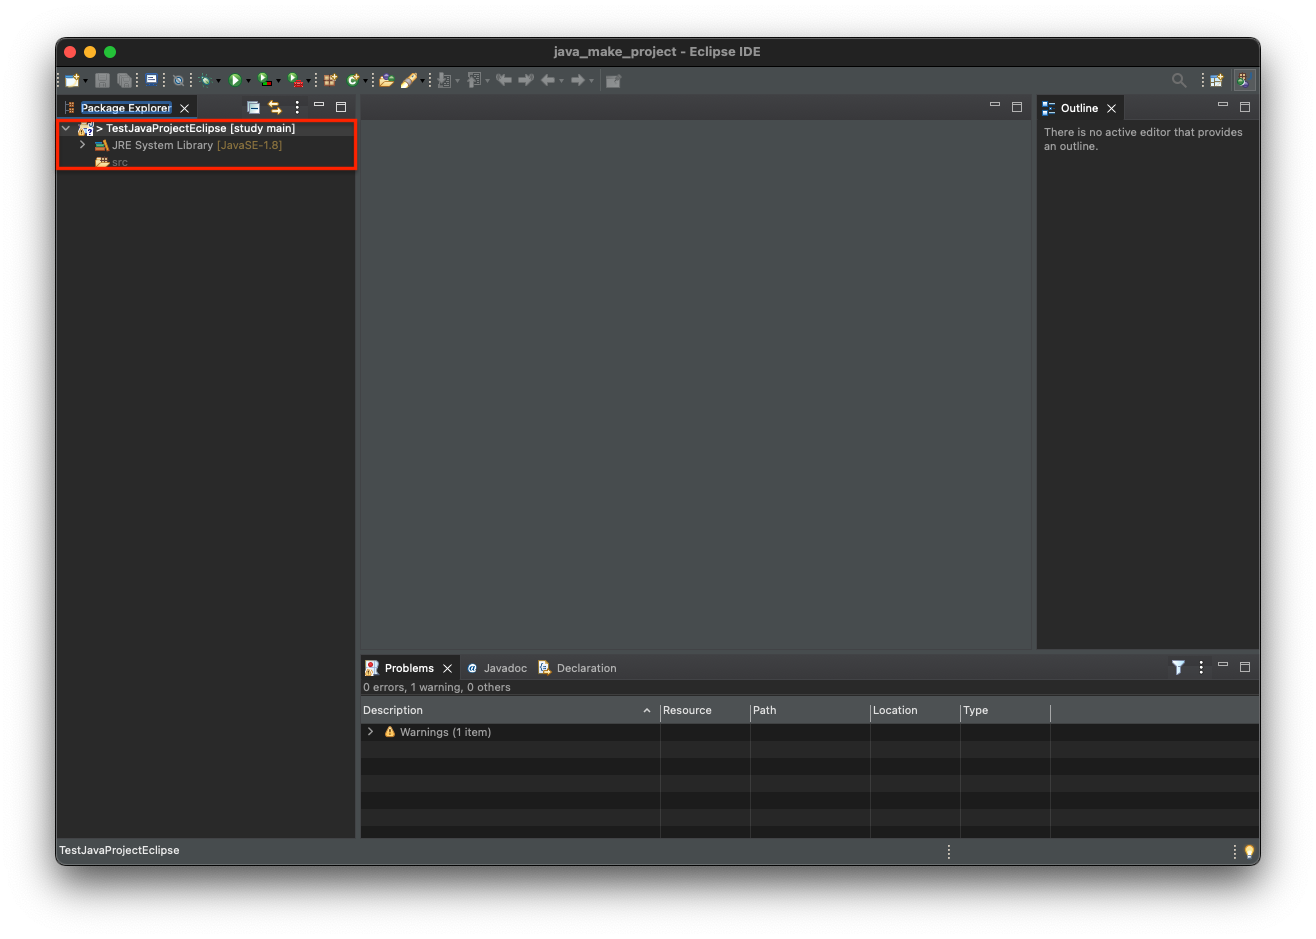 java_make_project - Eclipse IDE
Package Explorer
> TestJavaProjectEclipse [study main]
JRE System Library [JavaSE-1.8]
src
Outline
There is no active editor that provides
an outline.
Problems
Javadoc
Declaration
0 errors, 1 warning, 0 others
Description Resource Path Location Type
Warnings (1 item)
TestJavaProjectEclipse